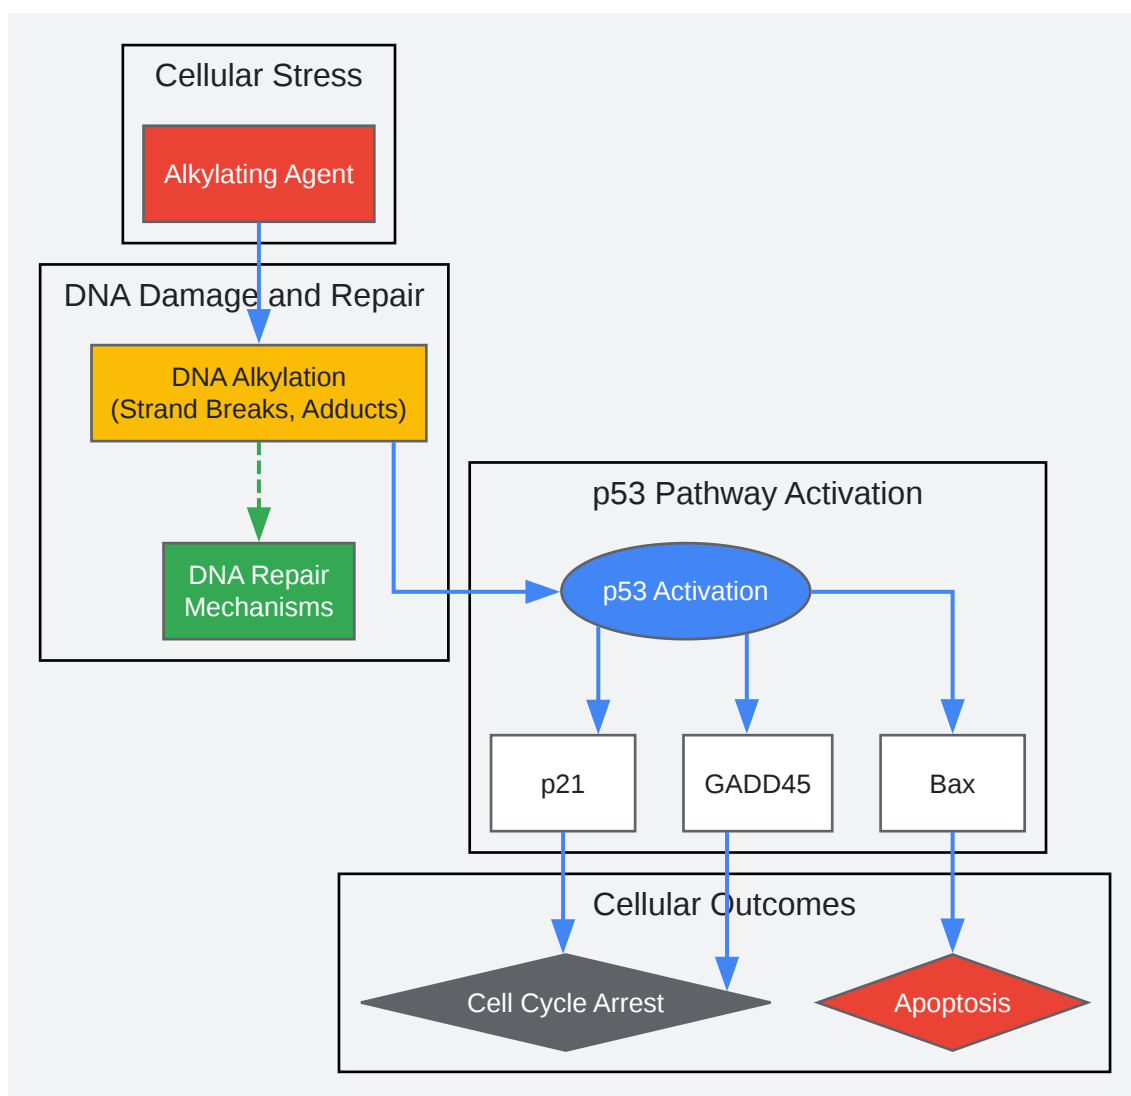 Cellular Stress
Alkylating Agent
DNA Damage and Repair
DNA Alkylation
(Strand Breaks, Adducts)
DNA Repair
Mechanisms
p53 Pathway Activation
p53 Activation
p21
GADD45
Bax
Cellular Outcomes
Cell Cycle Arrest
Apoptosis